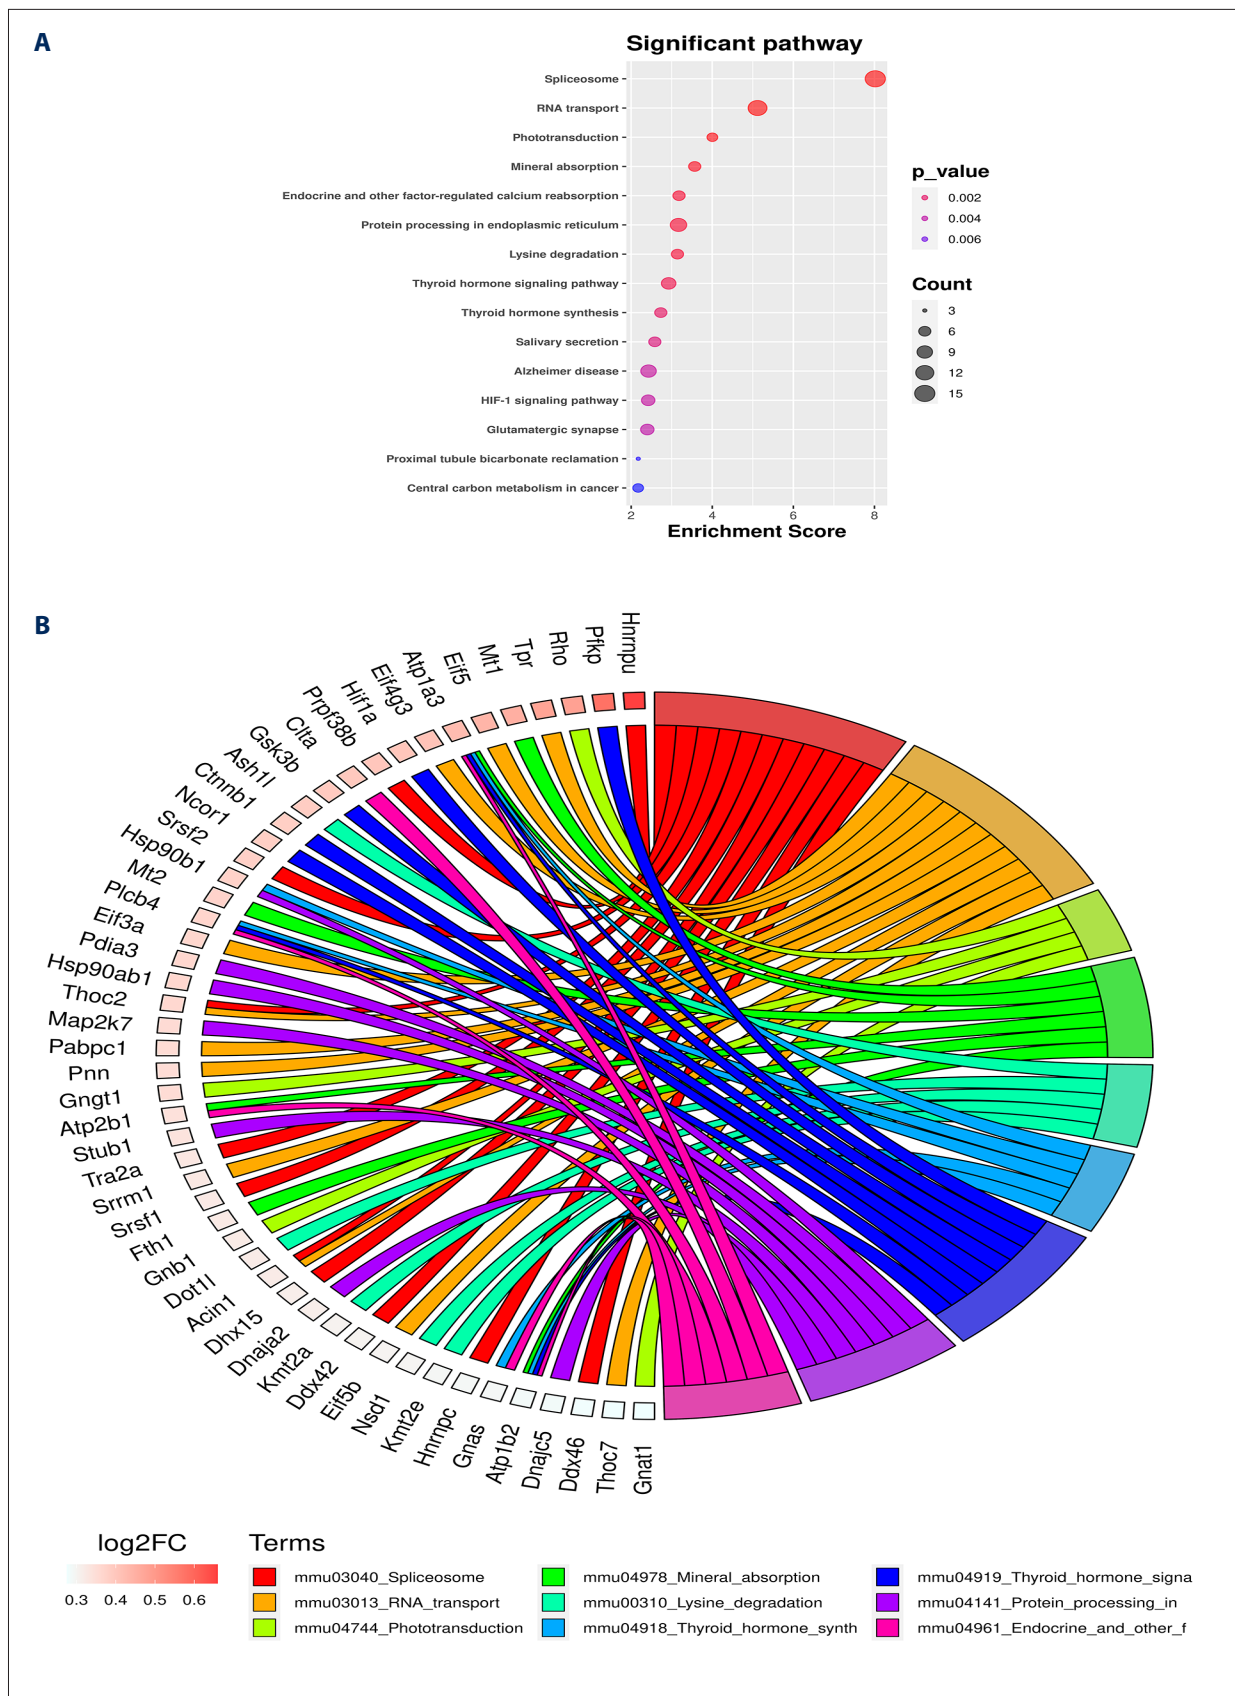 A
Significant pathway
Spliceosome
RNA transport
Phototransduction
Mineral absorption
Endocrine and other factor-regulated calcium reabsorption
Protein processing in endoplasmic reticulum
Lysine degradation
Thyroid hormone signaling pathway
Thyroid hormone synthesis
Salivary secretion
Alzheimer disease
HIF-1 signaling pathway
Glutamatergic synapse
Proximal tubule bicarbonate reclamation
Central carbon metabolism in cancer
2 4 6 8
Enrichment Score
p_value
0.002
0.004
0.006
Count
3
6
9
12
15
B
Hnrnpu
Pfkp
Rho
Tpr
Mt1
Eif5
Atp1a3
Eif4g3
Hif1a
Prpf38b
Clta
Gsk3b
Ash1l
Ctnnb1
Ncor1
Srsf2
Hsp90b1
Mt2
Plcb4
Eif3a
Pdia3
Hsp90ab1
Thoc2
Map2k7
Pabpc1
Pnn
Gngt1
Atp2b1
Stub1
Tra2a
Srrm1
Srsf1
Fth1
Gnb1
Dot1l
Acin1
Dhx15
Dnaja2
Kmt2a
Ddx42
Eif5b
Nsd1
Kmt2e
Hnrnpc
Gnas
Atp1b2
Dnajc5
Ddx46
Thoc7
Gnat1
log2FC
0.3 0.4 0.5 0.6
Terms
mmu03040_Spliceosome
mmu03013_RNA_transport
mmu04744_Phototransduction
mmu04978_Mineral_absorption
mmu00310_Lysine_degradation
mmu04918_Thyroid_hormone_synth
mmu04919_Thyroid_hormone_signa
mmu04141_Protein_processing_in
mmu04961_Endocrine_and_other_f